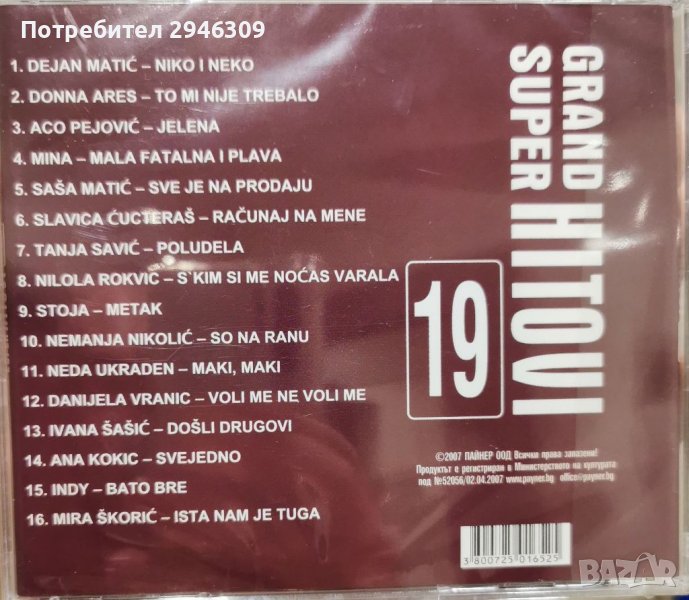 Потребител 2946309
1. DEJAN MATIĆ – NIKO I NEKO
2. DONNA ARES – TO MI NIJE TREBALO
3. ACO PEJOVIĆ – JELENA
4. MINA – MALA FATALNA I PLAVA
5. SAŠA MATIĆ – SVE JE NA PRODAJU
6. SLAVICA ĆUCTERAŠ – RAČUNAJ NA MENE
7. TANJA SAVIĆ – POLUDELA
8. NILOLA ROKVIC – S`KIM SI ME NOĆAS VARALA
9. STOJA – METAK
10. NEMANJA NIKOLIĆ – SO NA RANU
11. NEDA UKRADEN – MAKI, MAKI
12. DANIJELA VRANIC – VOLI ME NE VOLI ME
13. IVANA ŠAŠIĆ – DOŠLI DRUGOVI
14. ANA KOKIC – SVEJEDNO
15. INDY – BATO BRE
16. MIRA ŠKORIĆ – ISTA NAM JE TUGA
GRAND
SUPER
HITOVI
19
©2007 ПАЙНЕР ООД Всички права запазени!
Продуктът е регистриран в Министерството на културата
под №52056/02.04.2007 www.payner.bg office@payner.bg
3 800725 016525
BAZAR